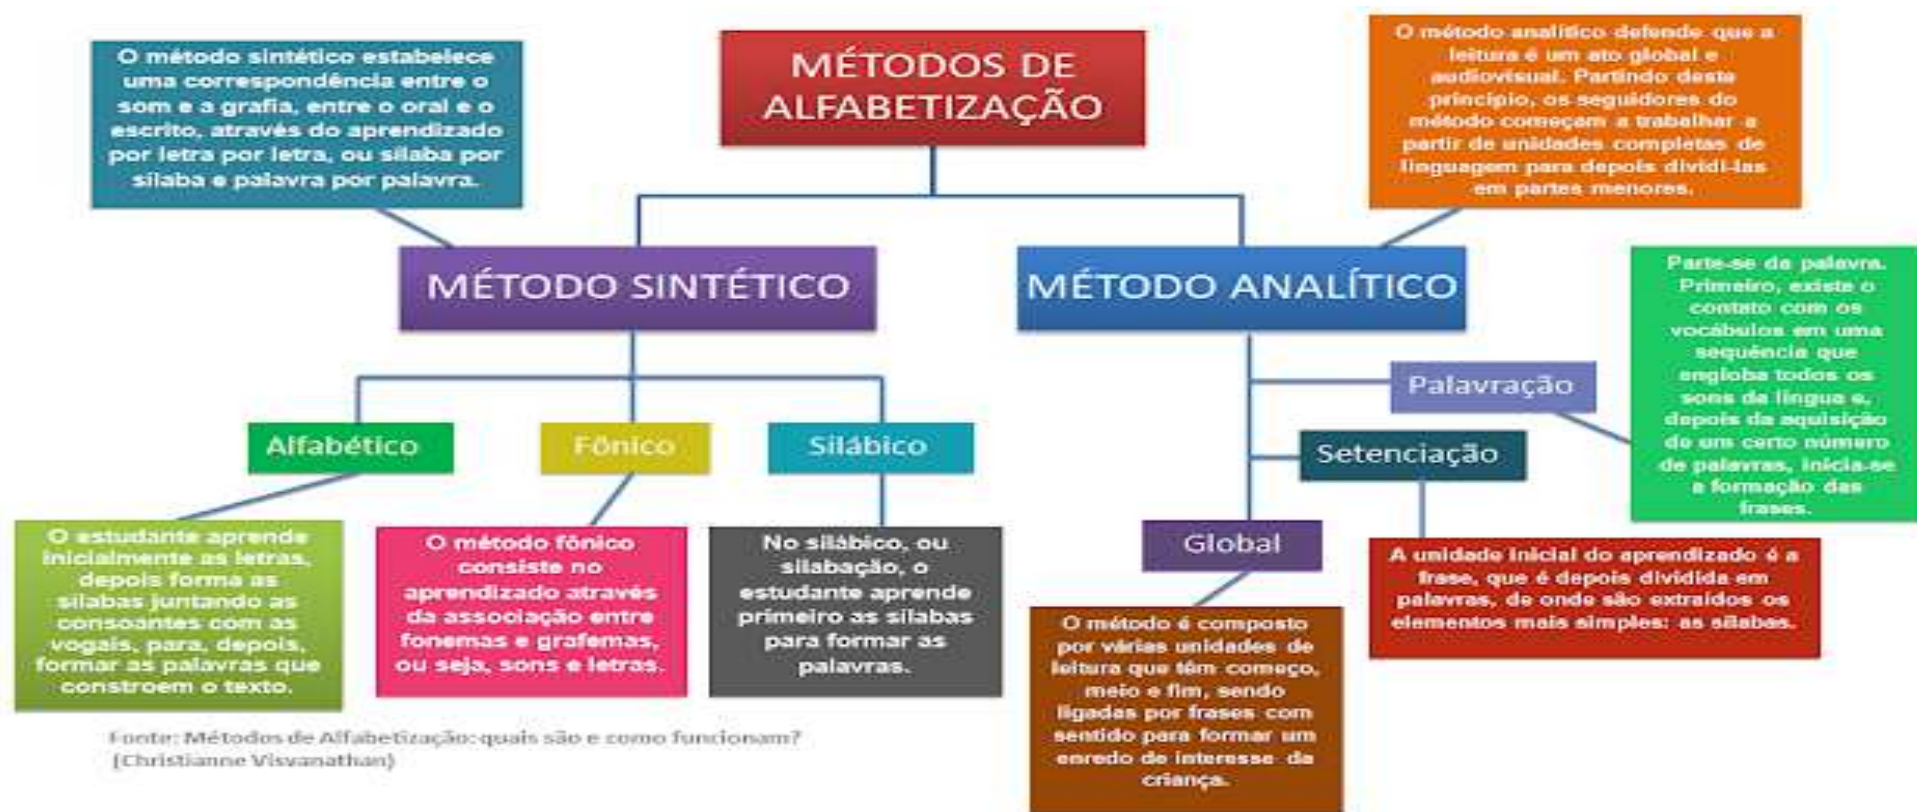 MÉTODOS DE
ALFABETIZAÇÃO
O método sintético estabelece
uma correspondência entre o
som e a grafia, entre o oral e o
escrito, através do aprendizado
por letra por letra, ou sílaba por
sílaba e palavra por palavra.
O método analítico defende que a
leitura é um ato global e
audiovisual. Partindo deste
princípio, os seguidores do
método começam a trabalhar a
partir de unidades completas de
linguagem para depois dividi-las
em partes menores.
MÉTODO SINTÉTICO
MÉTODO ANALÍTICO
Alfabético
Fônico
Silábico
O estudante aprende
inicialmente as letras,
depois forma as
sílabas juntando as
consoantes com as
vogais, para, depois,
formar as palavras que
constroem o texto.
O método fônico
consiste no
aprendizado através
da associação entre
fonemas e grafemas,
ou seja, sons e letras.
No silábico, ou
silabação, o
estudante aprende
primeiro as sílabas
para formar as
palavras.
Palavração
Parte-se da palavra.
Primeiro, existe o
contato com os
vocábulos em uma
sequência que
engloba todos os
sons da língua e,
depois da aquisição
de um certo número
de palavras, inicia-se
a formação das
frases.
Setenciação
A unidade inicial do aprendizado é a
frase, que é depois dividida em
palavras, de onde são extraídos os
elementos mais simples: as sílabas.
Global
O método é composto
por várias unidades de
leitura que têm começo,
meio e fim, sendo
ligadas por frases com
sentido para formar um
enredo de interesse da
criança.
Fonte: Métodos de Alfabetização: quais são e como funcionam?
(Christianne Visvanathan)